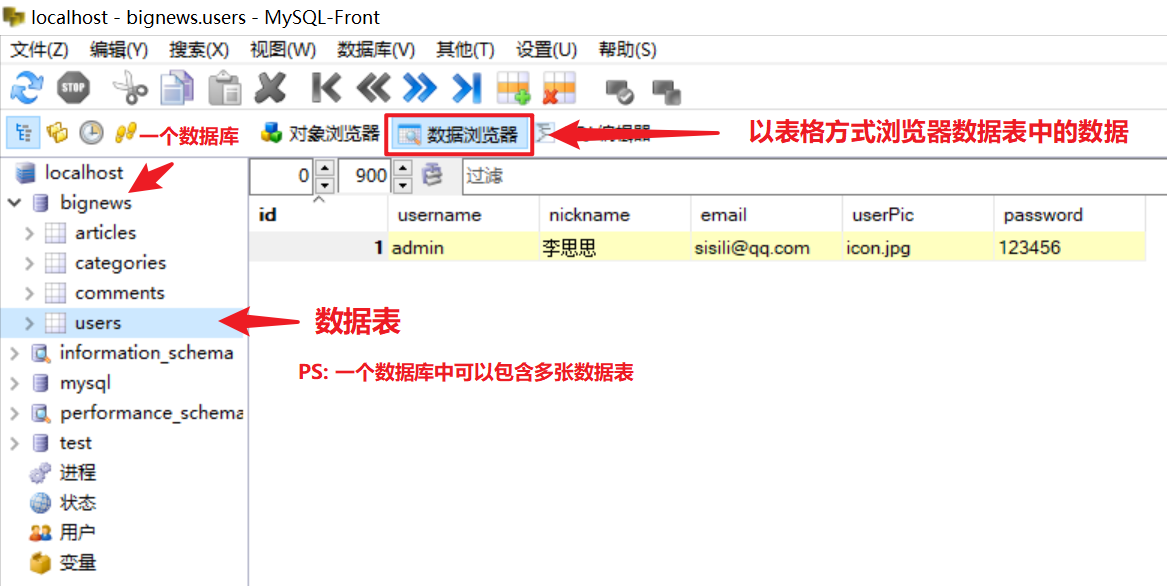 localhost - bignews.users - MySQL-Front
文件(Z) 编辑(Y) 搜索(X) 视图(W) 数据库(V) 其他(T) 设置(U) 帮助(S)
STOP
一个数据库 对象浏览器 数据浏览器 以表格方式浏览器数据表中的数据
localhost 0 900 过滤
bignews id username nickname email userPic password
articles 1 admin 李思思 sisili@qq.com icon.jpg 123456
categories
comments
users 数据表
information_schema
PS: 一个数据库中可以包含多张数据表
mysql
performance_schema
test
进程
状态
用户
变量